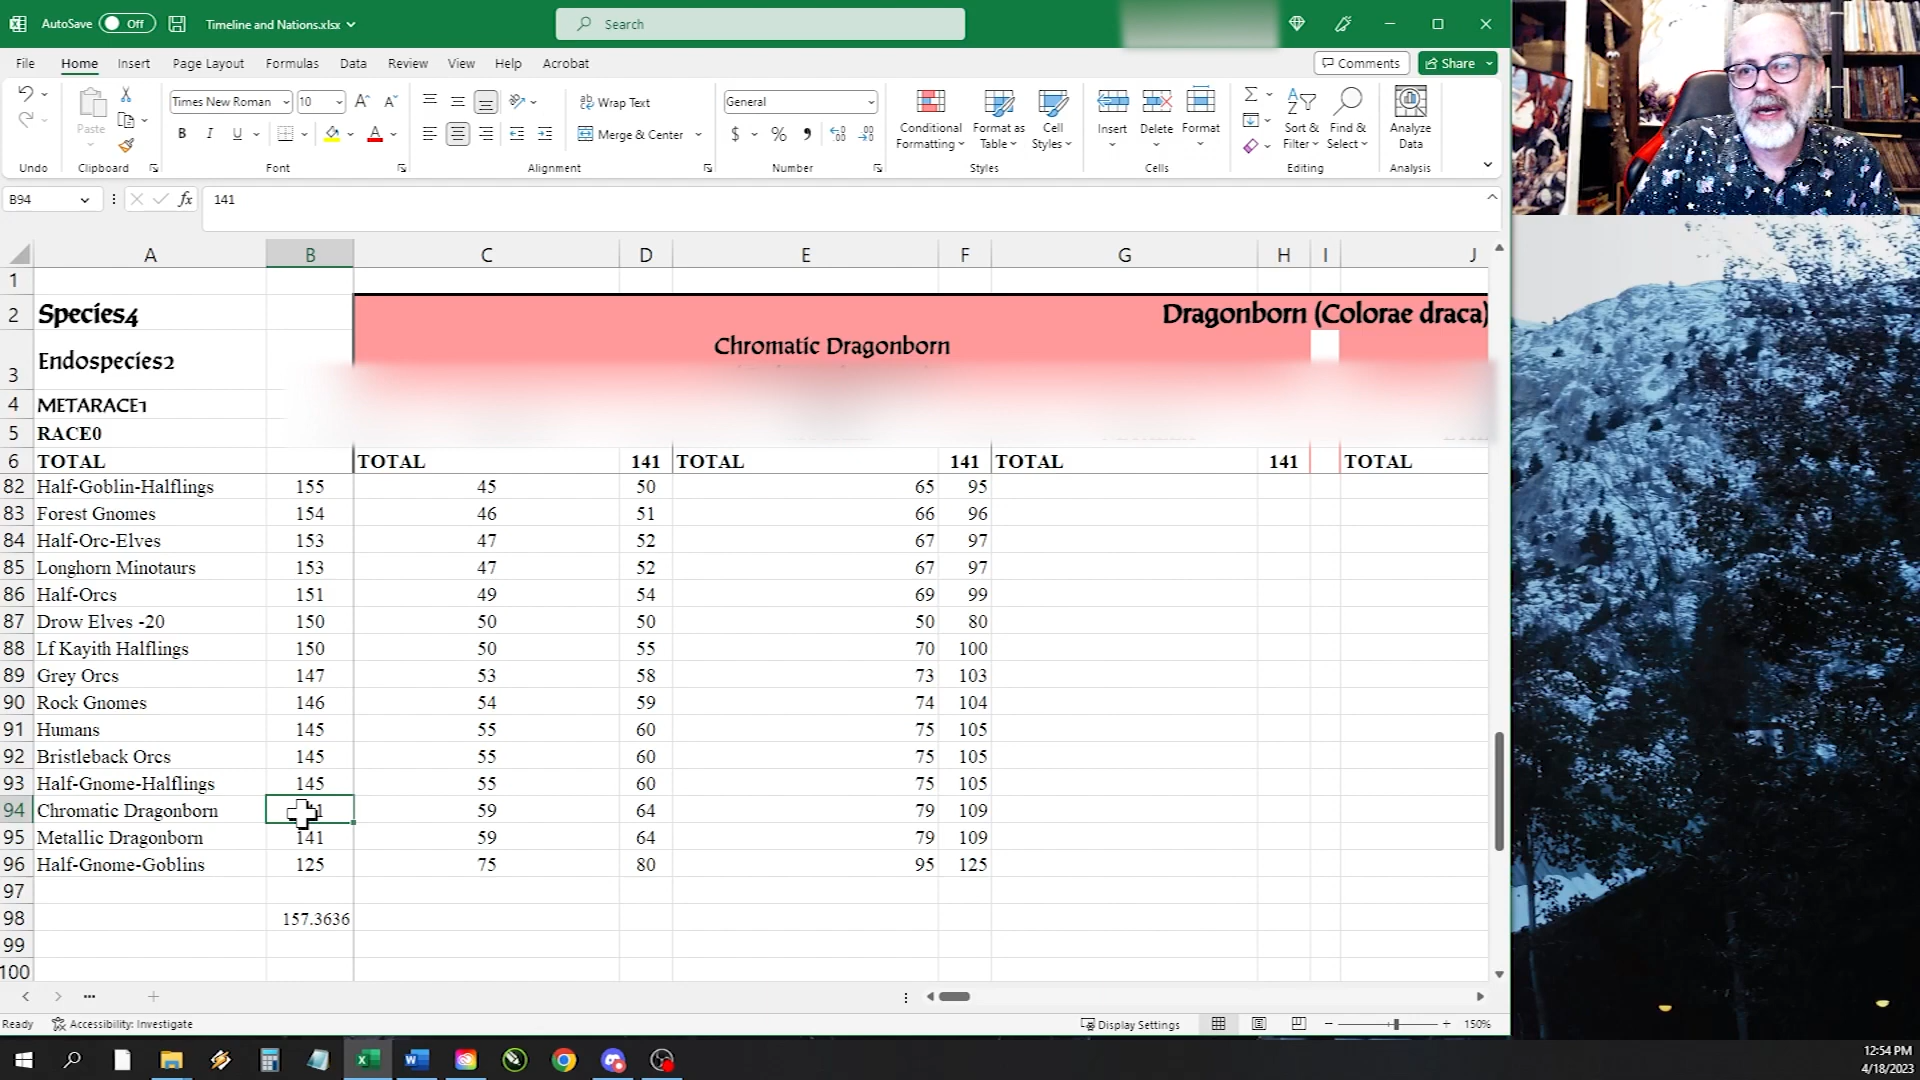 AutoSave Off Timeline and Nations.xlsx Search
File Home Insert Page Layout Formulas Data Review View Help Acrobat Comments Share
Times New Roman 10 Wrap Text General
Paste B I U Merge & Center $ % , Conditional Formatting Format as Table Cell Styles Insert Delete Format Sort & Filter Find & Select Analyze Data
Undo Clipboard Font Alignment Number Styles Cells Editing Analysis
B94 fx 141
A B C D E F G H I J
1
2 Species4 Dragonborn (Colorae draca)
3 Endospecies2 Chromatic Dragonborn
4 METARACE1
5 RACE0
6 TOTAL TOTAL 141 TOTAL 141 TOTAL 141 TOTAL
82 Half-Goblin-Halflings 155 45 50 65 95
83 Forest Gnomes 154 46 51 66 96
84 Half-Orc-Elves 153 47 52 67 97
85 Longhorn Minotaurs 153 47 52 67 97
86 Half-Orcs 151 49 54 69 99
87 Drow Elves -20 150 50 50 50 80
88 Lf Kayith Halflings 150 50 55 70 100
89 Grey Orcs 147 53 58 73 103
90 Rock Gnomes 146 54 59 74 104
91 Humans 145 55 60 75 105
92 Bristleback Orcs 145 55 60 75 105
93 Half-Gnome-Halflings 145 55 60 75 105
94 Chromatic Dragonborn 59 64 79 109
95 Metallic Dragonborn 141 59 64 79 109
96 Half-Gnome-Goblins 125 75 80 95 125
97
98 157.3636
99
100
Ready Accessibility: Investigate Display Settings 150%
12:54 PM
4/18/2023